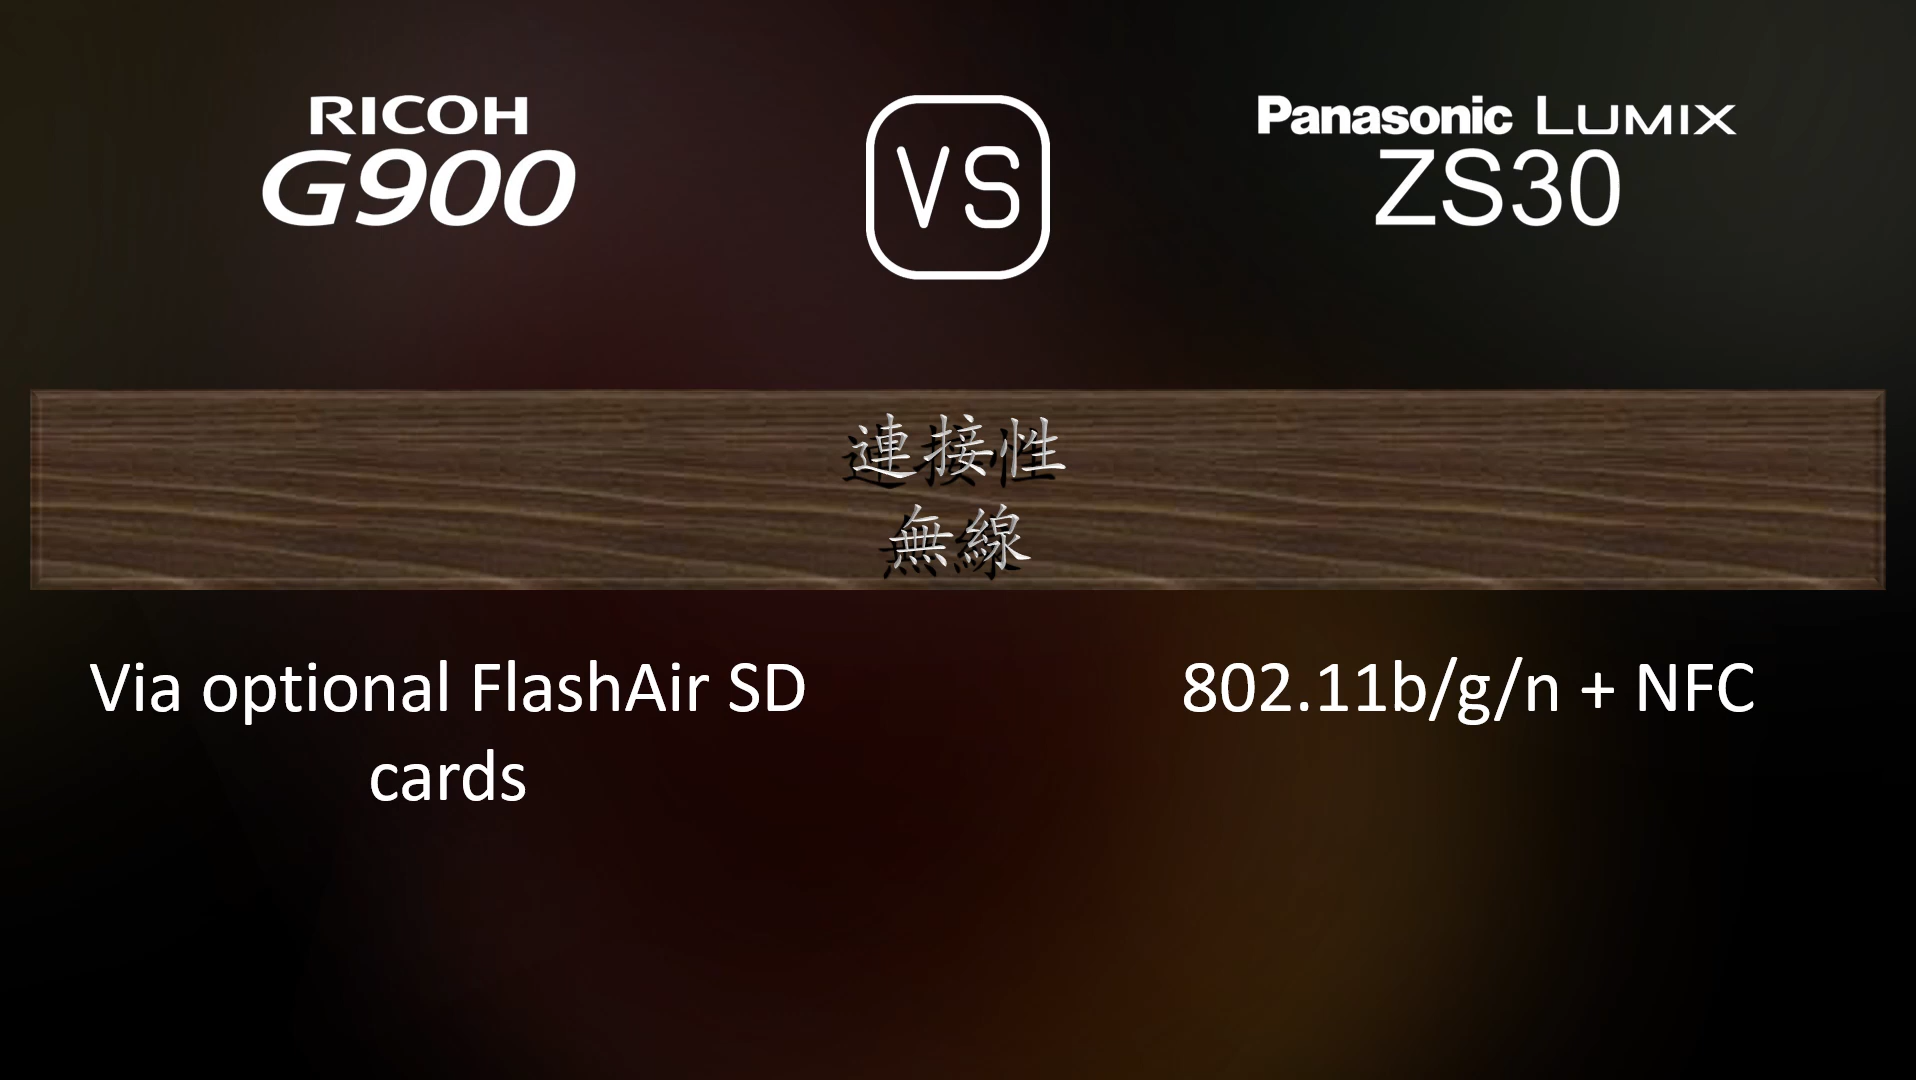 RICOH
G900
VS
Panasonic LUMIX
ZS30
連接性
無線
Via optional FlashAir SD
cards
802.11b/g/n + NFC